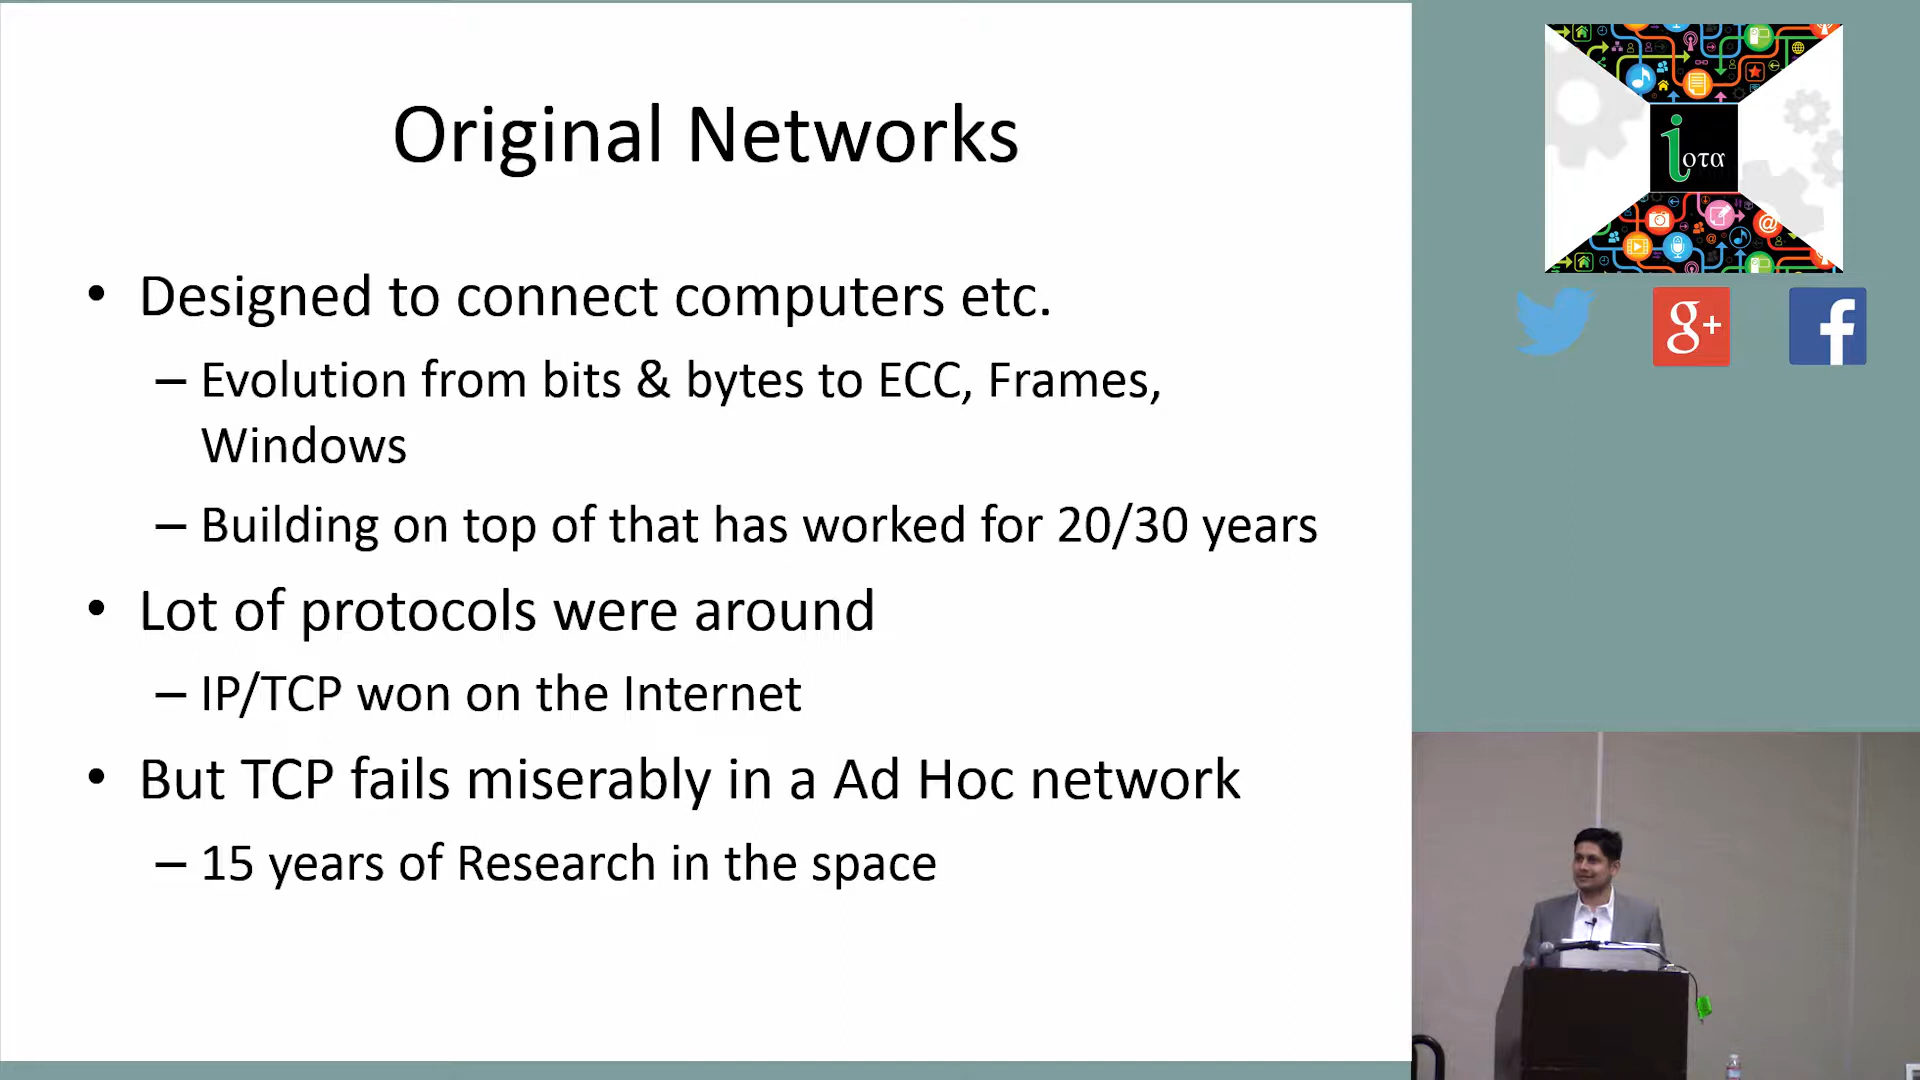 Original Networks
• Designed to connect computers etc.
– Evolution from bits & bytes to ECC, Frames,
Windows
– Building on top of that has worked for 20/30 years
• Lot of protocols were around
– IP/TCP won on the Internet
• But TCP fails miserably in a Ad Hoc network
– 15 years of Research in the space
iοτα
g+
f